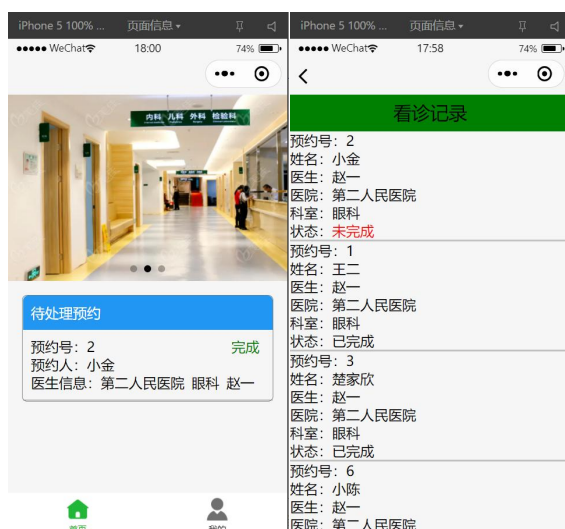 iPhone 5 100% ...
页面信息
WeChat
18:00
74%
内科 儿科 外科 检验科
待处理预约
预约号：2
完成
预约人：小金
医生信息：第二人民医院 眼科 赵一
首页
我的
iPhone 5 100% ...
页面信息
WeChat
17:58
74%
看诊记录
预约号：2
姓名：小金
医生：赵一
医院：第二人民医院
科室：眼科
状态：未完成
预约号：1
姓名：王二
医生：赵一
医院：第二人民医院
科室：眼科
状态：已完成
预约号：3
姓名：楚家欣
医生：赵一
医院：第二人民医院
科室：眼科
状态：已完成
预约号：6
姓名：小陈
医生：赵一
医院：第二人民医院